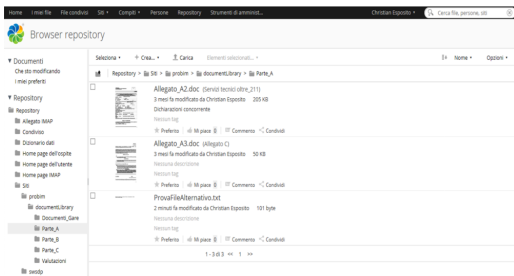 Home I miei file File condivisi Siti Compiti Persone Repository Strumenti di amminist... Christian Esposito Cerca file, persone, siti
Browser repository
Documenti
Che sto modificando
I miei preferiti
Repository
Repository
Allegato IMAP
Condiviso
Dizionario dati
Home page dell'ospite
Home page dell'utente
Home page IMAP
Siti
probim
documentLibrary
Documenti_Gare
Parte_A
Parte_B
Parte_C
Valutazioni
swsdp
Seleziona + Crea... Carica Elementi selezionati... Nome Opzioni
Repository > Siti > probim > documentLibrary > Parte_A
Allegato_A2.doc (Servizi tecnici oltre_211)
3 mesi fa modificato da Christian Esposito 205 KB
Dichiarazioni concorrente
Nessun tag
Preferito Mi piace 0 Commento Condividi
Allegato_A3.doc (Allegato C)
3 mesi fa modificato da Christian Esposito 50 KB
Nessuna descrizione
Nessun tag
Preferito Mi piace 0 Commento Condividi
ProvaFileAlternativo.txt
2 minuti fa modificato da Christian Esposito 101 byte
Nessuna descrizione
Nessun tag
Preferito Mi piace 0 Commento Condividi
1 - 3 di 3 << 1 >>